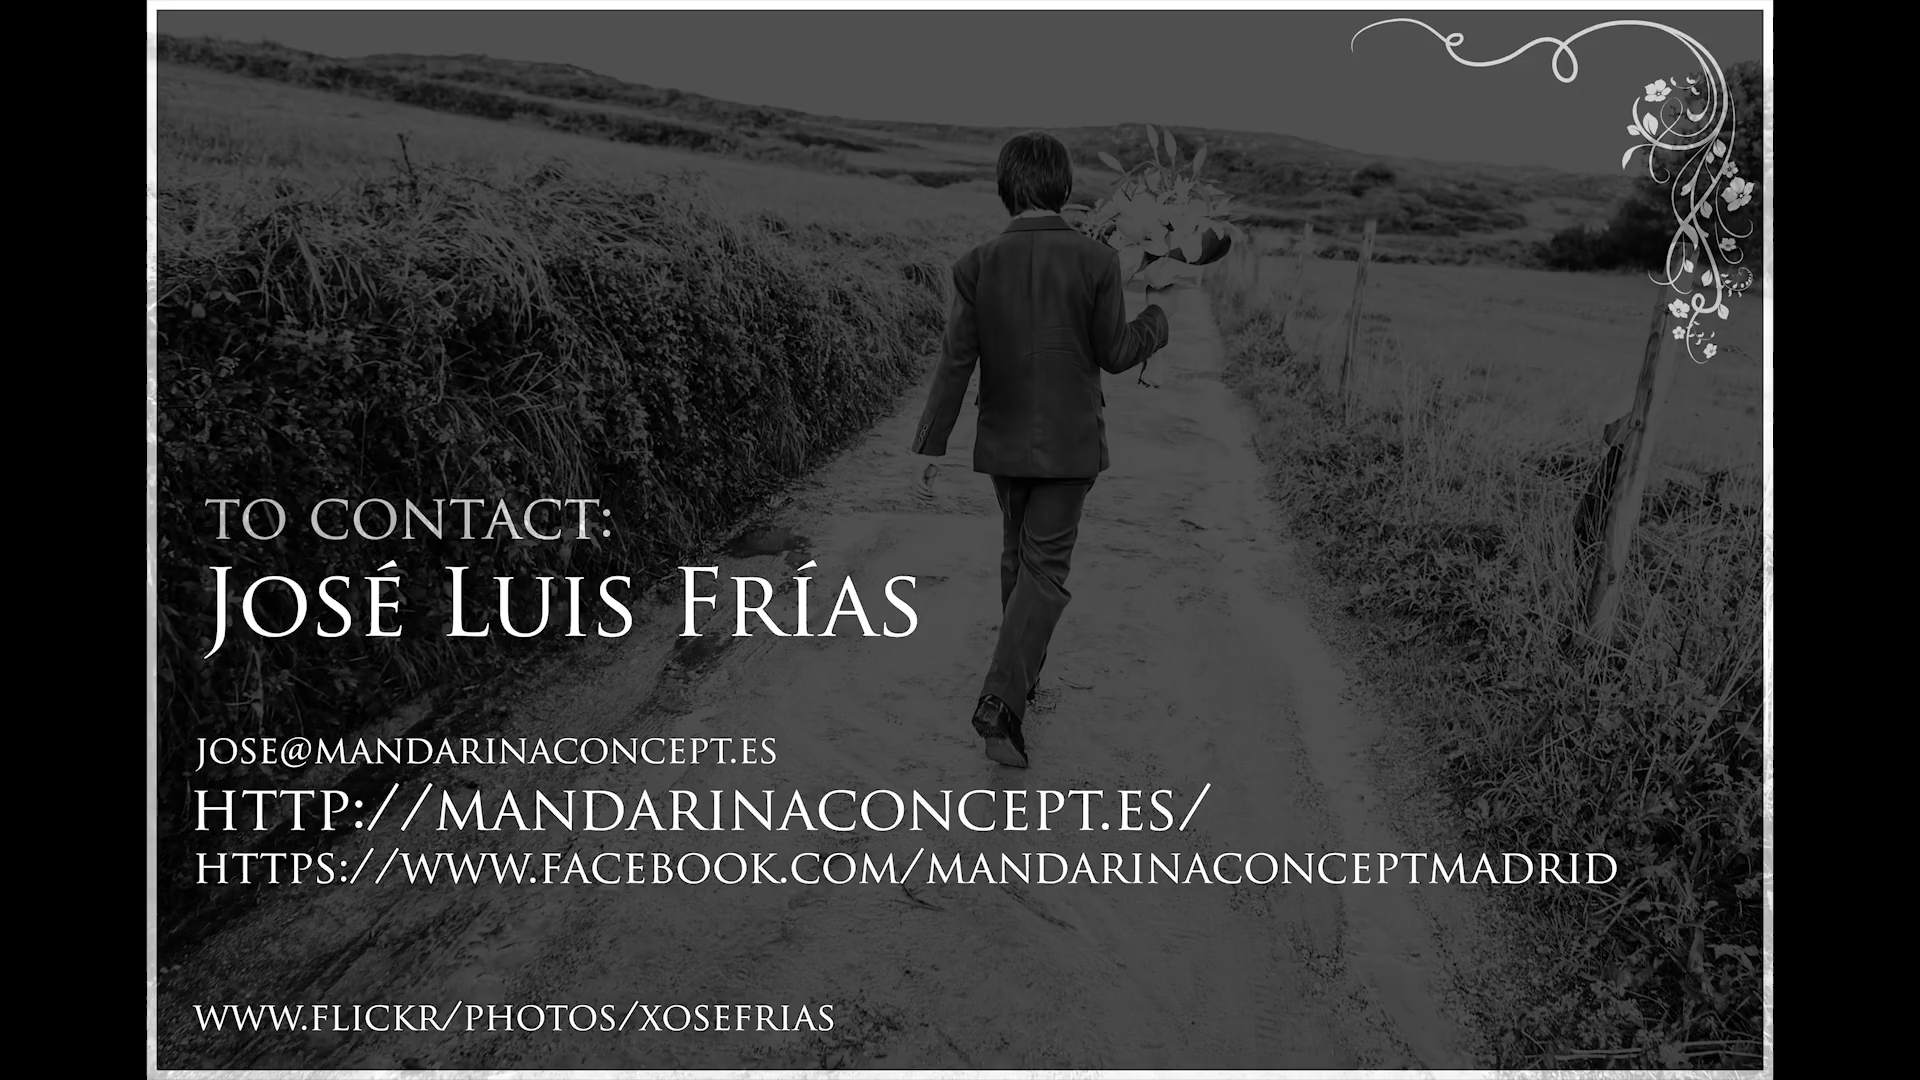 TO CONTACT:
JOSÉ LUIS FRÍAS
JOSE@MANDARINACONCEPT.ES
HTTP://MANDARINACONCEPT.ES/
HTTPS://WWW.FACEBOOK.COM/MANDARINACONCEPTMADRID
WWW.FLICKR/PHOTOS/XOSEFRIAS